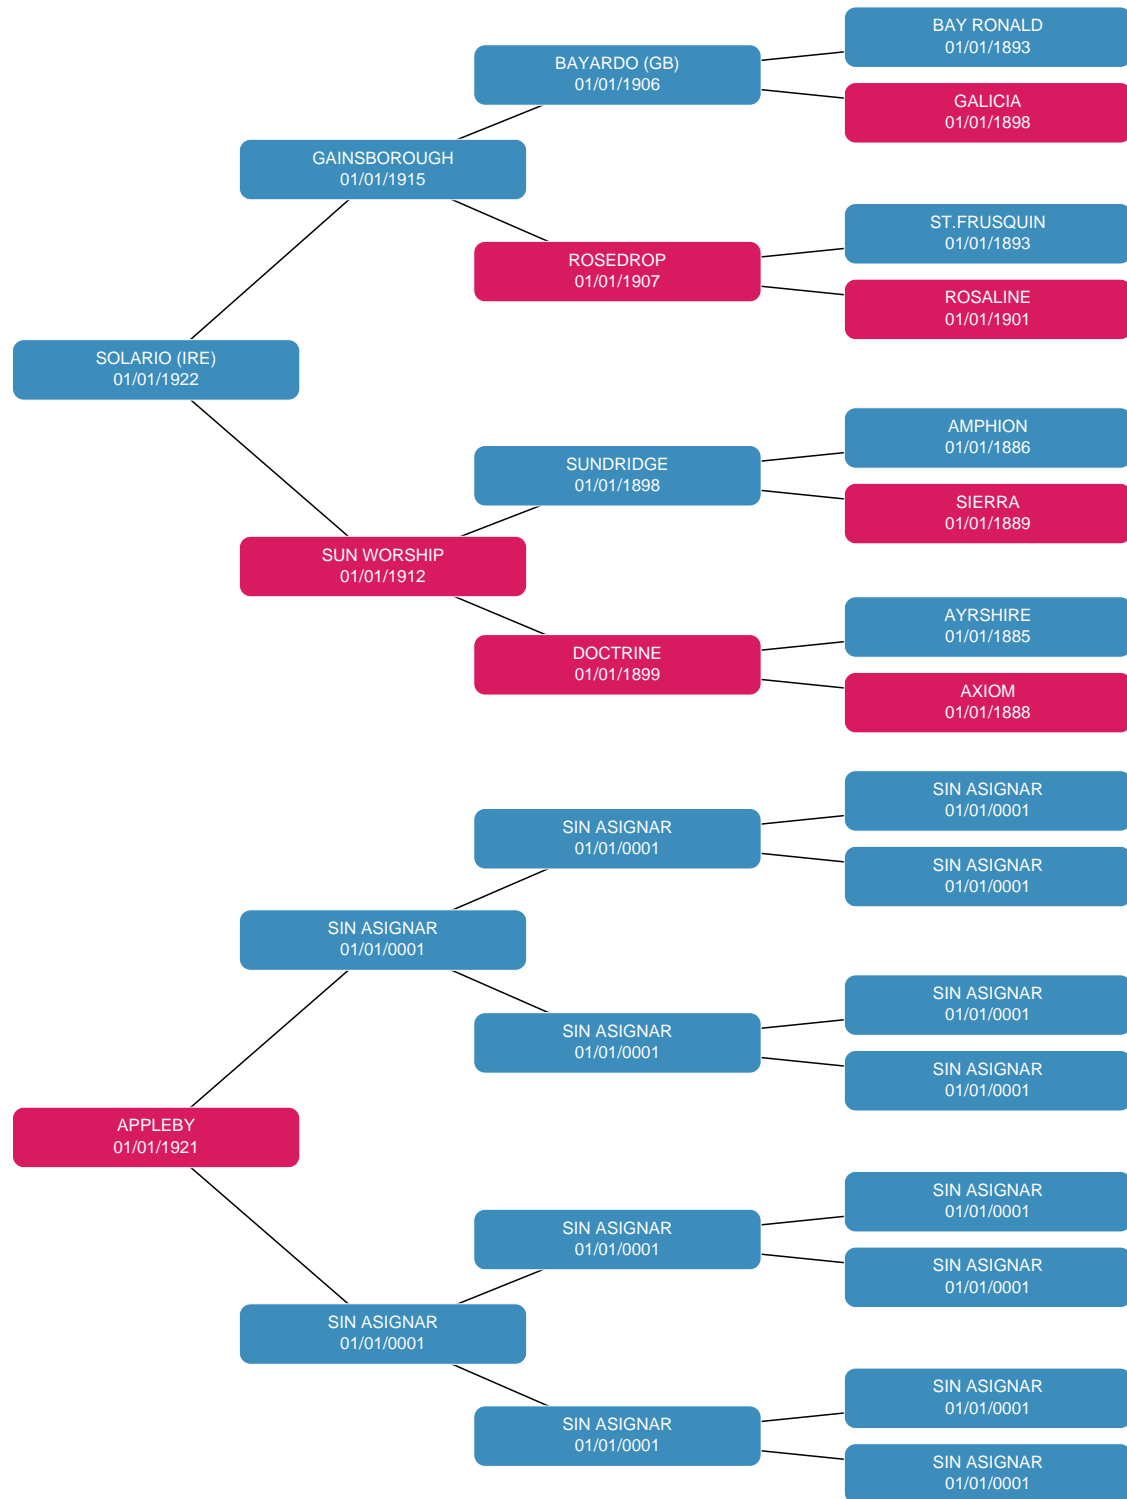 BAY RONALD
01/01/1893
BAYARDO (GB)
01/01/1906
GALICIA
01/01/1898
GAINSBOROUGH
01/01/1915
ST.FRUSQUIN
01/01/1893
ROSEDROP
01/01/1907
ROSALINE
01/01/1901
SOLARIO (IRE)
01/01/1922
AMPHION
01/01/1886
SUNDRIDGE
01/01/1898
SIERRA
01/01/1889
SUN WORSHIP
01/01/1912
AYRSHIRE
01/01/1885
DOCTRINE
01/01/1899
AXIOM
01/01/1888
SIN ASIGNAR
01/01/0001
SIN ASIGNAR
01/01/0001
SIN ASIGNAR
01/01/0001
SIN ASIGNAR
01/01/0001
SIN ASIGNAR
01/01/0001
SIN ASIGNAR
01/01/0001
SIN ASIGNAR
01/01/0001
APPLEBY
01/01/1921
SIN ASIGNAR
01/01/0001
SIN ASIGNAR
01/01/0001
SIN ASIGNAR
01/01/0001
SIN ASIGNAR
01/01/0001
SIN ASIGNAR
01/01/0001
SIN ASIGNAR
01/01/0001
SIN ASIGNAR
01/01/0001